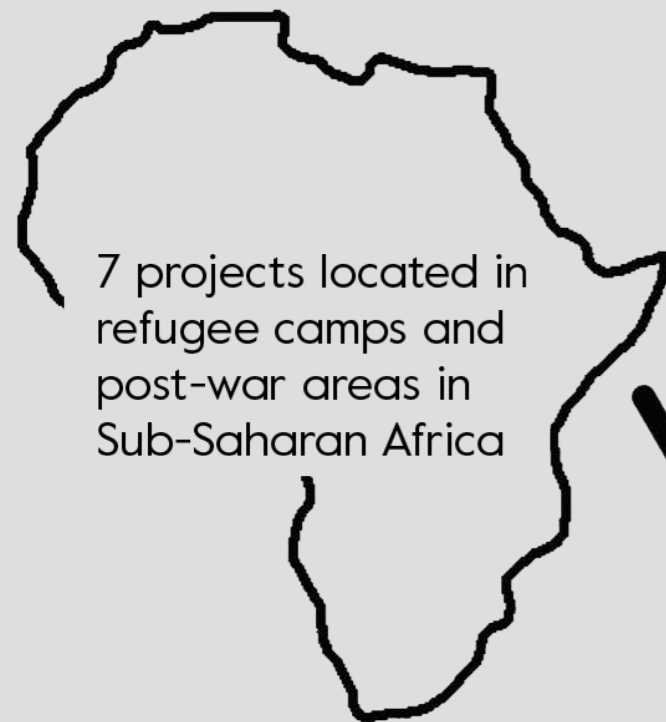 7 projects located in
refugee camps and
post-war areas in
Sub-Saharan Africa